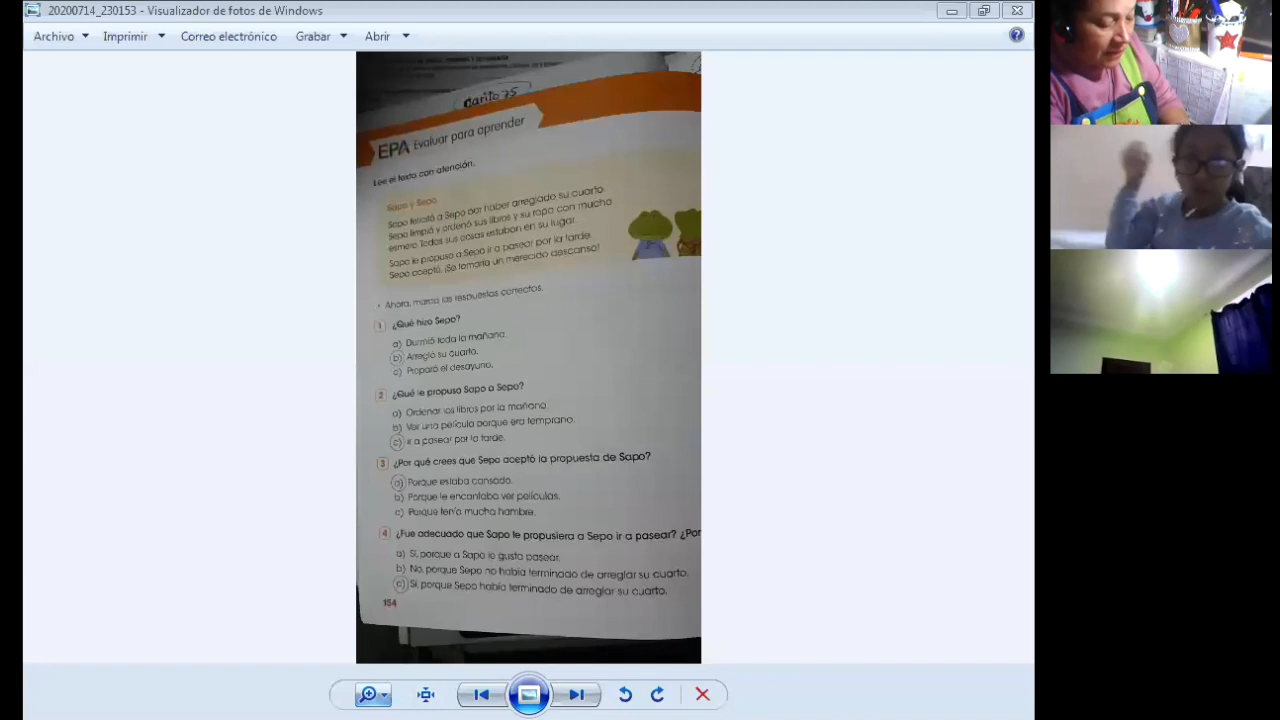 20200714_230153 - Visualizador de fotos de Windows
Archivo Imprimir Correo electrónico Grabar Abrir
Carito 75
EPA Evaluar para aprender
Lee el texto con atención.
Sapo y Sepo
Sapo felicitó a Sepo por haber arreglado su cuarto.
Sepo limpió y ordenó sus libros y su ropa con mucho
esmero. Todas sus cosas estaban en su lugar.
Sapo le propuso a Sepo ir a pasear por la tarde.
Sepo aceptó. ¡Se tomaría un merecido descanso!
• Ahora, marca las respuestas correctas.
1 ¿Qué hizo Sepo?
a) Durmió toda la mañana.
b) Arregló su cuarto.
c) Preparó el desayuno.
2 ¿Qué le propuso Sapo a Sepo?
a) Ordenar los libros por la mañana.
b) Ver una película porque era temprano.
c) Ir a pasear por la tarde.
3 ¿Por qué crees que Sepo aceptó la propuesta de Sapo?
a) Porque estaba cansado.
b) Porque le encantaba ver películas.
c) Porque tenía mucha hambre.
4 ¿Fue adecuado que Sapo le propusiera a Sepo ir a pasear? ¿Por
a) Sí, porque a Sapo le gusta pasear.
b) No, porque Sepo no había terminado de arreglar su cuarto.
c) Sí, porque Sepo había terminado de arreglar su cuarto.
154